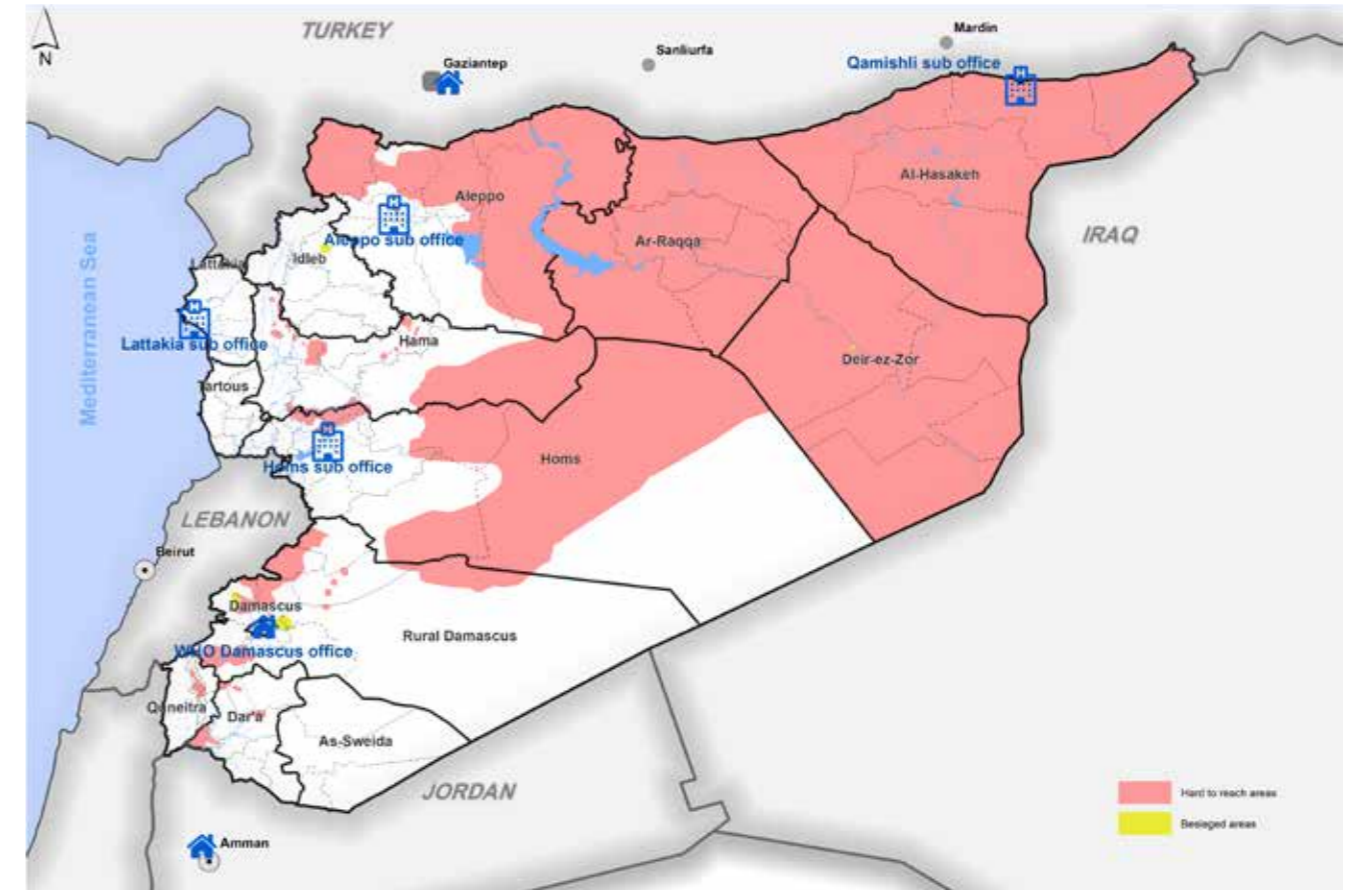 TURKEY
Mardin
Sanliurfa
Qamishli sub office
Gaziantep
N
Al-Hasakeh
Aleppo
IRAQ
Aleppo sub office
Ar-Raqqa
Idleb
Lattakia
Mediterranean Sea
Lattakia sub office
Hama
Deir-ez-Zor
Tartous
Homs
Homs sub office
LEBANON
Beirut
Damascus
Rural Damascus
WHO Damascus office
Quneitra
Dar'a
As-Sweida
JORDAN
Hard to reach areas
Besieged areas
Amman